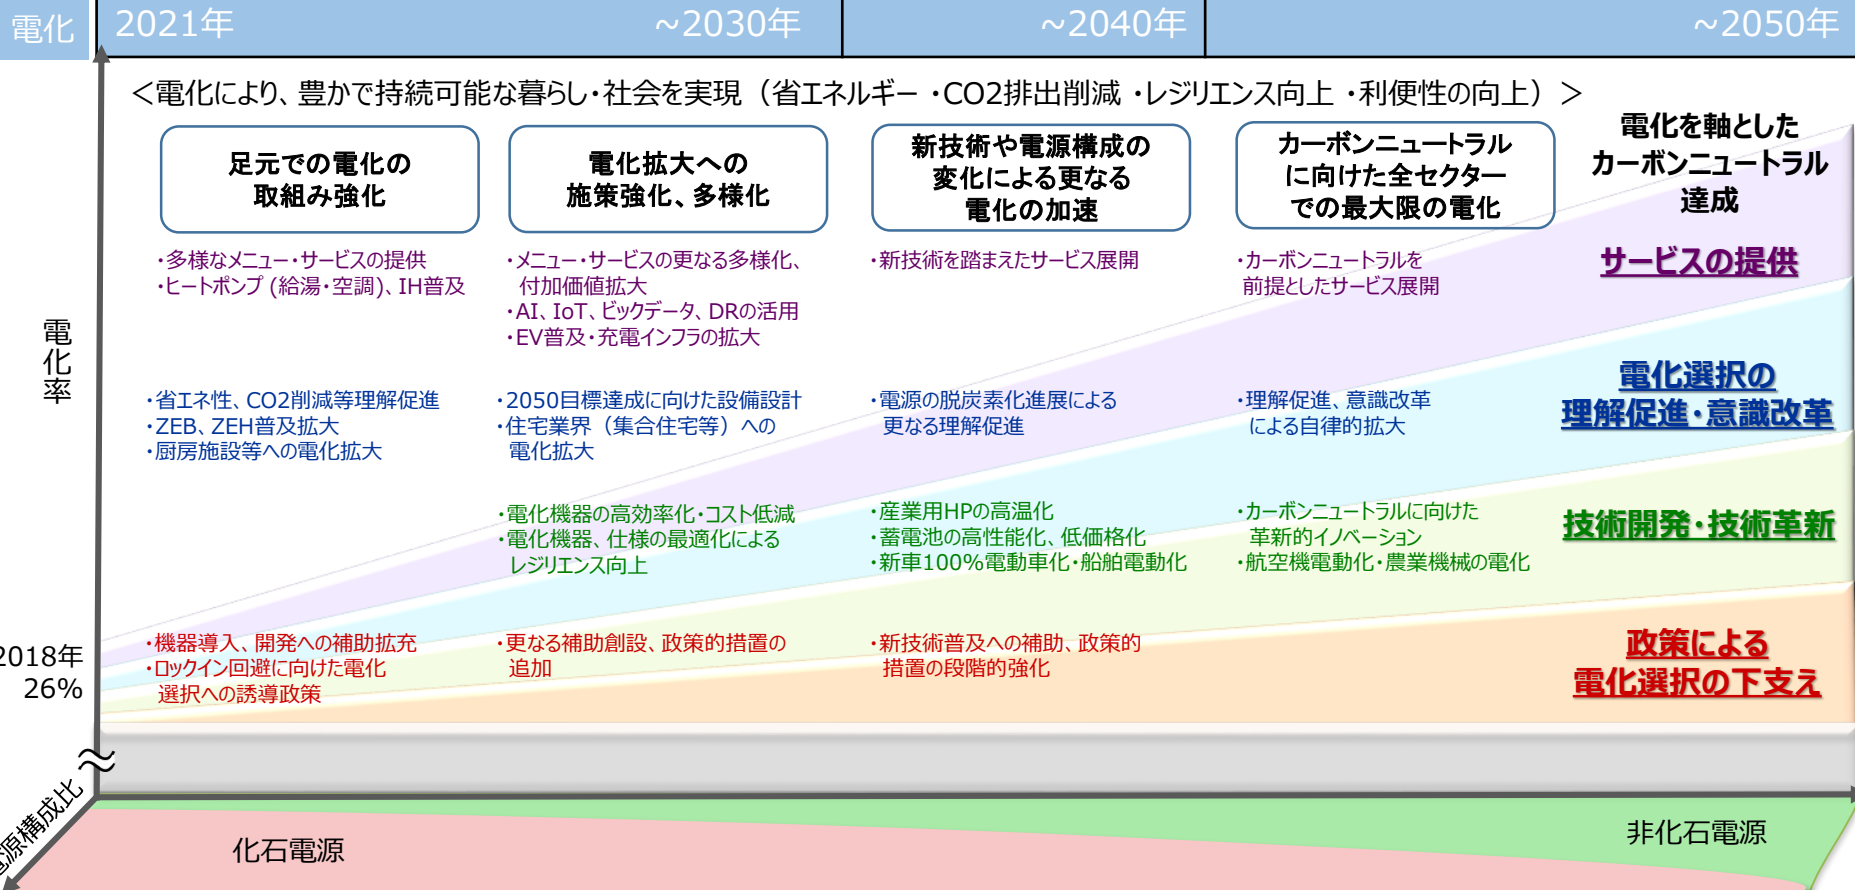 電化
2021年
~2030年
~2040年
~2050年
＜電化により、豊かで持続可能な暮らし・社会を実現（省エネルギー ・CO2排出削減 ・レジリエンス向上 ・利便性の向上）＞
足元での電化の
取組み強化
電化拡大への
施策強化、多様化
新技術や電源構成の
変化による更なる
電化の加速
カーボンニュートラル
に向けた全セクター
での最大限の電化
電化を軸とした
カーボンニュートラル
達成
・多様なメニュー・サービスの提供
・ヒートポンプ (給湯・空調)、IH普及
・メニュー・サービスの更なる多様化、
付加価値拡大
・AI、IoT、ビックデータ、DRの活用
・EV普及・充電インフラの拡大
・新技術を踏まえたサービス展開
・カーボンニュートラルを
前提としたサービス展開
サービスの提供
電化率
・省エネ性、CO2削減等理解促進
・ZEB、ZEH普及拡大
・厨房施設等への電化拡大
・2050目標達成に向けた設備設計
・住宅業界（集合住宅等）への
電化拡大
・電源の脱炭素化進展による
更なる理解促進
・理解促進、意識改革
による自律的拡大
電化選択の
理解促進・意識改革
・電化機器の高効率化・コスト低減
・電化機器、仕様の最適化による
レジリエンス向上
・産業用HPの高温化
・蓄電池の高性能化、低価格化
・新車100%電動車化・船舶電動化
・カーボンニュートラルに向けた
革新的イノベーション
・航空機電動化・農業機械の電化
技術開発・技術革新
2018年
26%
・機器導入、開発への補助拡充
・ロックイン回避に向けた電化
選択への誘導政策
・更なる補助創設、政策的措置の
追加
・新技術普及への補助、政策的
措置の段階的強化
政策による
電化選択の下支え
電源構成比
化石電源
非化石電源